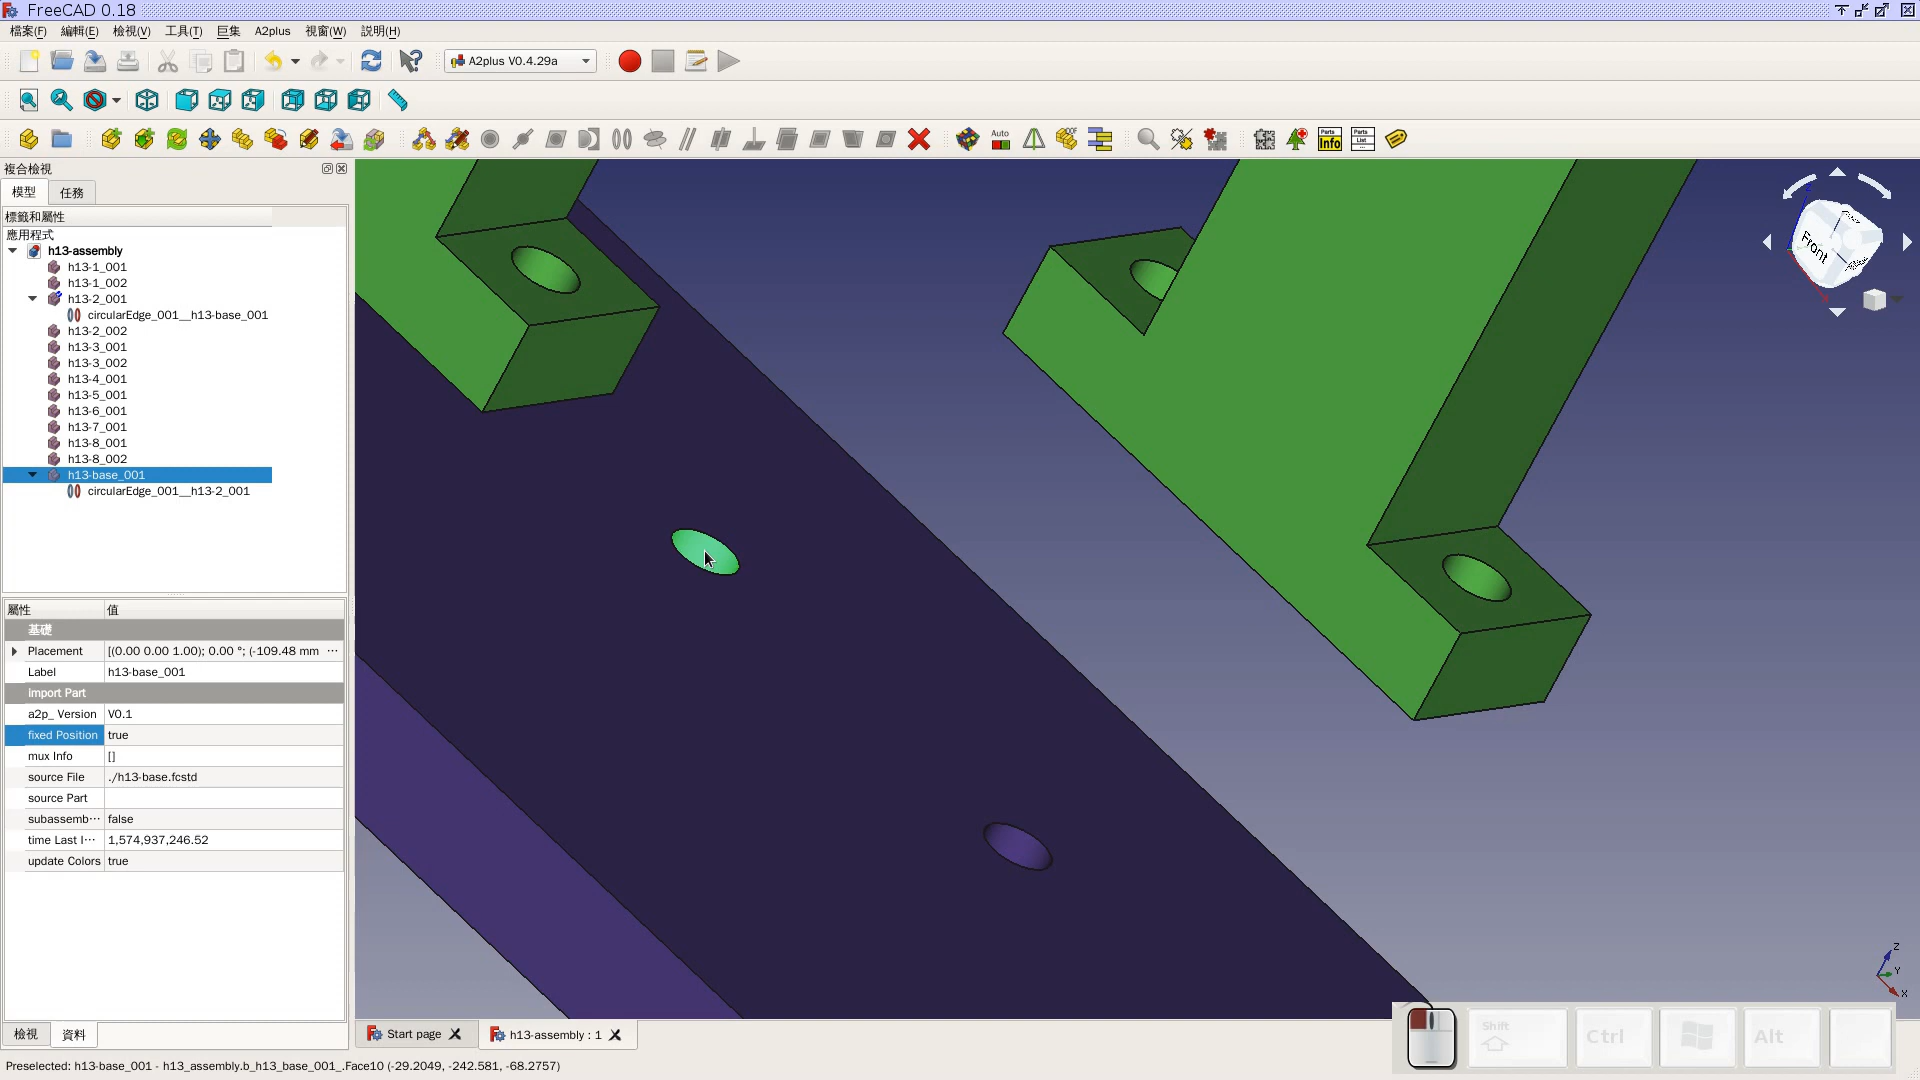 FreeCAD 0.18
檔案(F) 編輯(E) 檢視(V) 工具(T) 巨集 A2plus 視窗(W) 說明(H)
A2plus V0.4.29a
Auto
DOF
Parts Info
Parts List
複合檢視
模型 任務
標籤和屬性
應用程式
h13-assembly
h13-1_001
h13-1_002
h13-2_001
circularEdge_001__h13-base_001
h13-2_002
h13-3_001
h13-3_002
h13-4_001
h13-5_001
h13-6_001
h13-7_001
h13-8_001
h13-8_002
h13-base_001
circularEdge_001__h13-2_001
屬性 值
基礎
Placement [(0.00 0.00 1.00); 0.00 °; (-109.48 mm ···
Label h13-base_001
Import Part
a2p_ Version V0.1
fixed Position true
mux Info []
source File ./h13-base.fcstd
source Part
subassemb··· false
time Last I··· 1,574,937,246.52
update Colors true
檢視 資料
Front
Z
Y
X
Start page h13-assembly : 1
Shift Ctrl Alt
Preselected: h13-base_001 - h13_assembly.b_h13_base_001_.Face10 (-29.2049, -242.581, -68.2757)